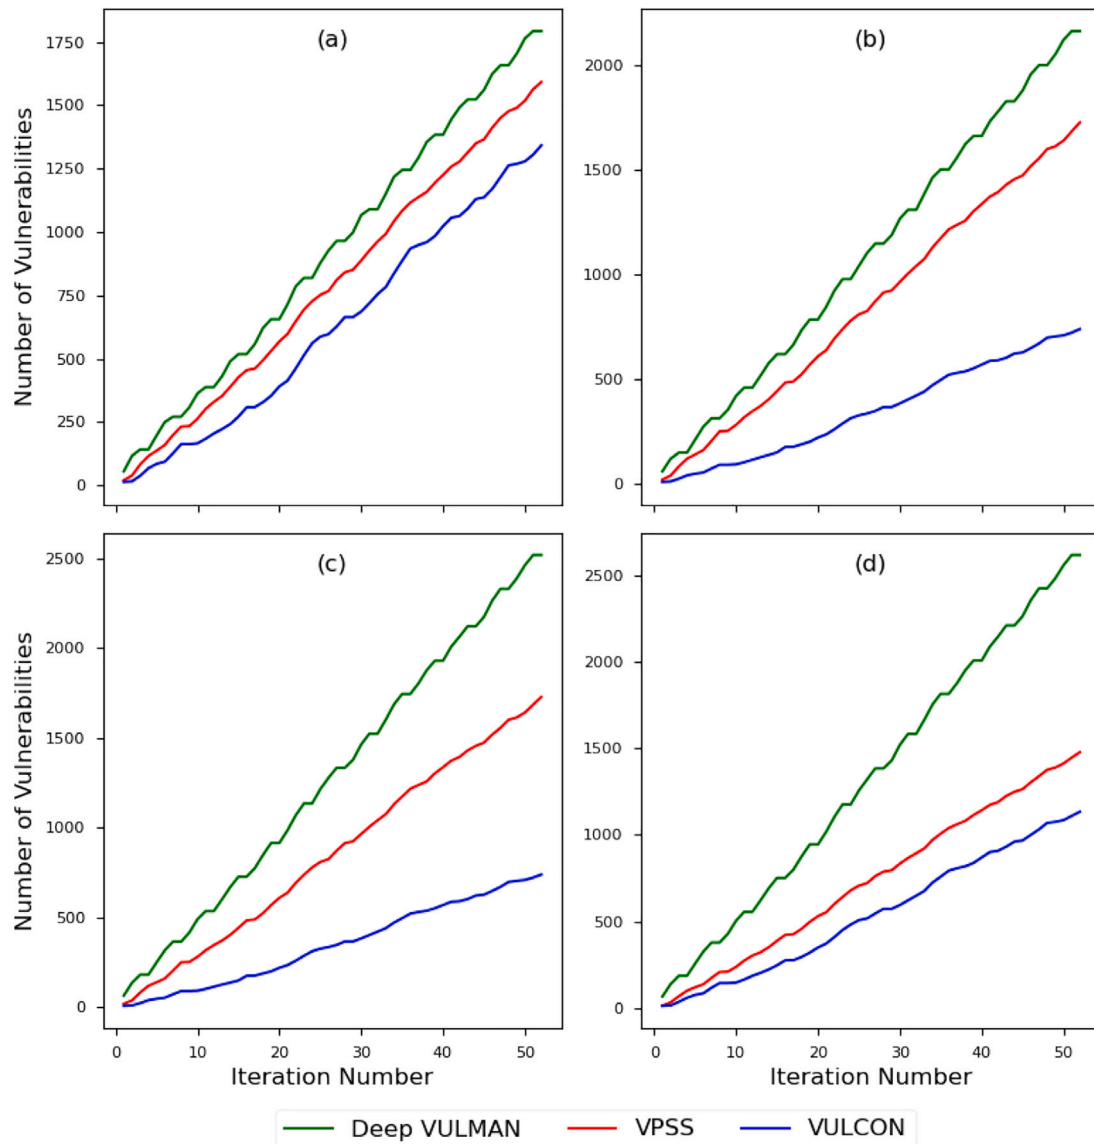 (a)
Number of Vulnerabilities
1750
1500
1250
1000
750
500
250
0
(b)
2000
1500
1000
500
0
(c)
Number of Vulnerabilities
2500
2000
1500
1000
500
0
0 10 20 30 40 50
Iteration Number
(d)
2500
2000
1500
1000
500
0
0 10 20 30 40 50
Iteration Number
Deep VULMAN VPSS VULCON